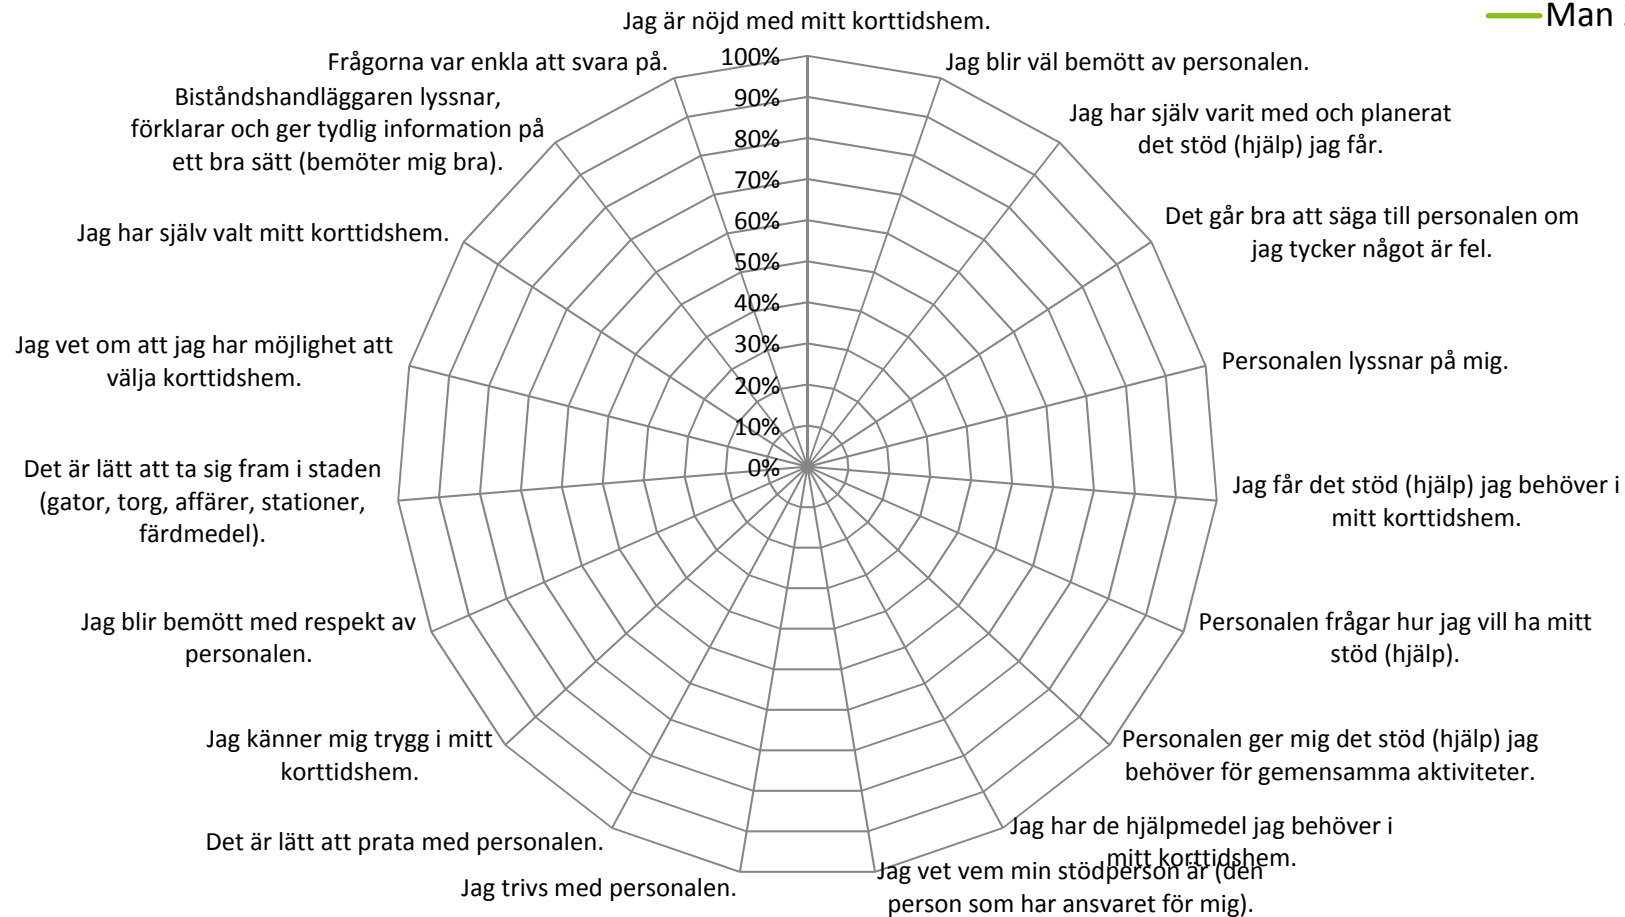 Man
Jag är nöjd med mitt korttidshem.
Jag blir väl bemött av personalen.
Jag har själv varit med och planerat
det stöd (hjälp) jag får.
Det går bra att säga till personalen om
jag tycker något är fel.
Personalen lyssnar på mig.
Jag får det stöd (hjälp) jag behöver i
mitt korttidshem.
Personalen frågar hur jag vill ha mitt
stöd (hjälp).
Personalen ger mig det stöd (hjälp) jag
behöver för gemensamma aktiviteter.
Jag har de hjälpmedel jag behöver i
mitt korttidshem.
Jag vet vem min stödperson är (den
person som har ansvaret för mig).
Jag trivs med personalen.
Det är lätt att prata med personalen.
Jag känner mig trygg i mitt
korttidshem.
Jag blir bemött med respekt av
personalen.
Det är lätt att ta sig fram i staden
(gator, torg, affärer, stationer,
färdmedel).
Jag vet om att jag har möjlighet att
välja korttidshem.
Jag har själv valt mitt korttidshem.
Biståndshandläggaren lyssnar,
förklarar och ger tydlig information på
ett bra sätt (bemöter mig bra).
Frågorna var enkla att svara på.
100%
90%
80%
70%
60%
50%
40%
30%
20%
10%
0%